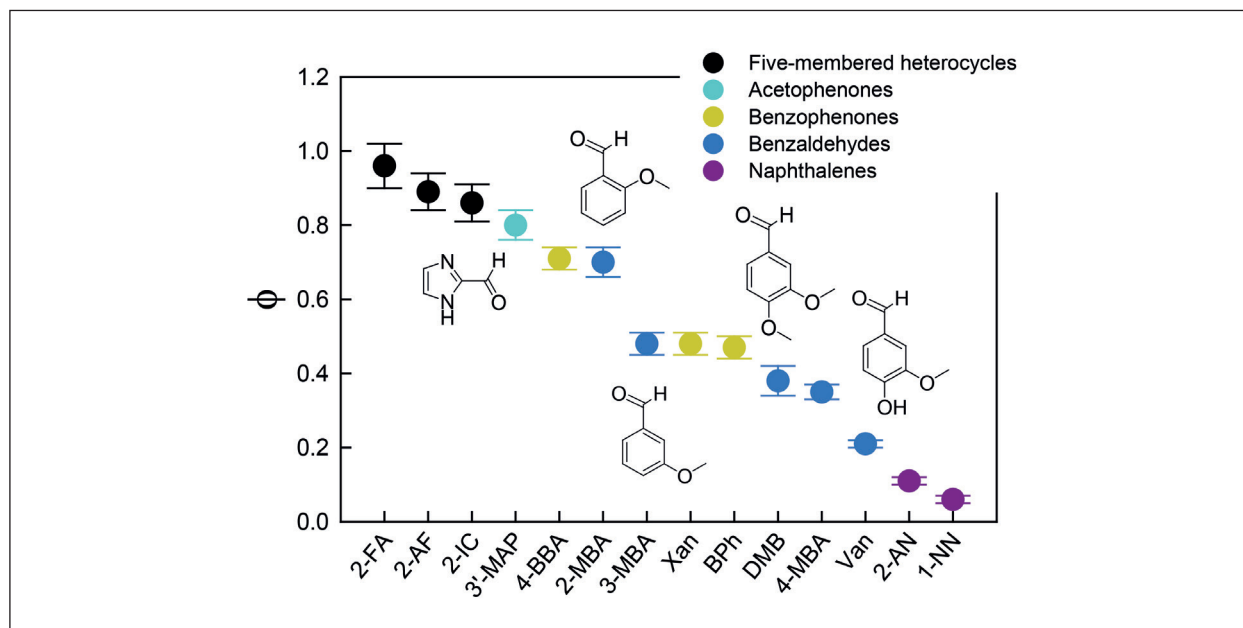 Five-membered heterocycles
Acetophenones
Benzophenones
Benzaldehydes
Naphthalenes
1.2
1.0
0.8
0.6
0.4
0.2
0.0
ϕ
O H
O
N H
N O
H
O H
O
O
O H
O
OH
O H
O
2-FA
2-AF
2-IC
3'-MAP
4-BBA
2-MBA
3-MBA
Xan
BPh
DMB
4-MBA
Van
2-AN
1-NN